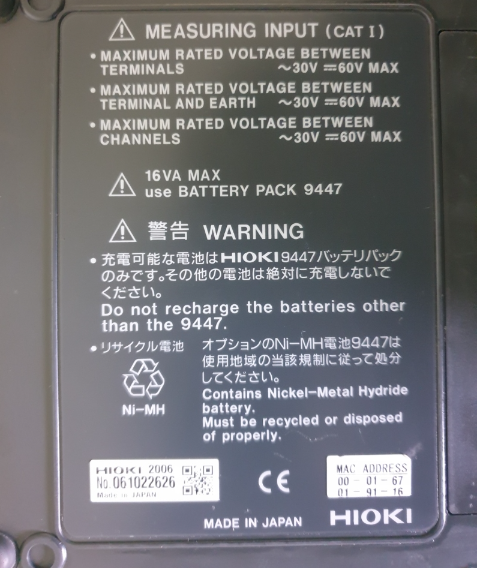 ⚠ MEASURING INPUT (CAT I)
• MAXIMUM RATED VOLTAGE BETWEEN
TERMINALS ～30V ⎓60V MAX
• MAXIMUM RATED VOLTAGE BETWEEN
TERMINAL AND EARTH ～30V ⎓60V MAX
• MAXIMUM RATED VOLTAGE BETWEEN
CHANNELS ～30V ⎓60V MAX
⚠ 16VA MAX
use BATTERY PACK 9447
⚠ 警告 WARNING
• 充電可能な電池はHIOKI9447バッテリパック
のみです。その他の電池は絶対に充電しないで
ください。
Do not recharge the batteries other
than the 9447.
• リサイクル電池
Ni-MH
オプションのNi-MH電池9447は
使用地域の当該規制に従って処分
してください。
Contains Nickel-Metal Hydride
battery.
Must be recycled or disposed
of properly.
HIOKI 2006
No.061022626
Made in JAPAN
CE
MAC ADDRESS
00-01-67
01-91-16
MADE IN JAPAN HIOKI